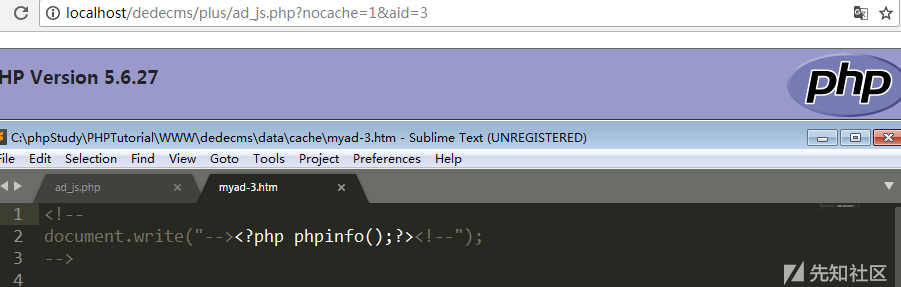 localhost/dedecms/plus/ad_js.php?nocache=1&aid=3
HP Version 5.6.27
php
C:\phpStudy\PHPTutorial\WWW\dedecms\data\cache\myad-3.htm - Sublime Text (UNREGISTERED)
File Edit Selection Find View Goto Tools Project Preferences Help
ad_js.php × myad-3.htm ×
1 <!--
2 document.write("--><?php phpinfo();?><!--");
3 -->
4
先知社区